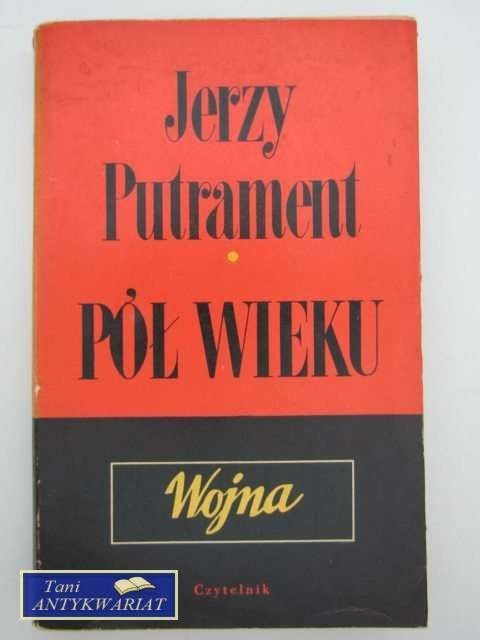 Jerzy
Putrament
PÓŁ WIEKU
Wojna
Czytelnik
Tani
ANTYKWARIAT